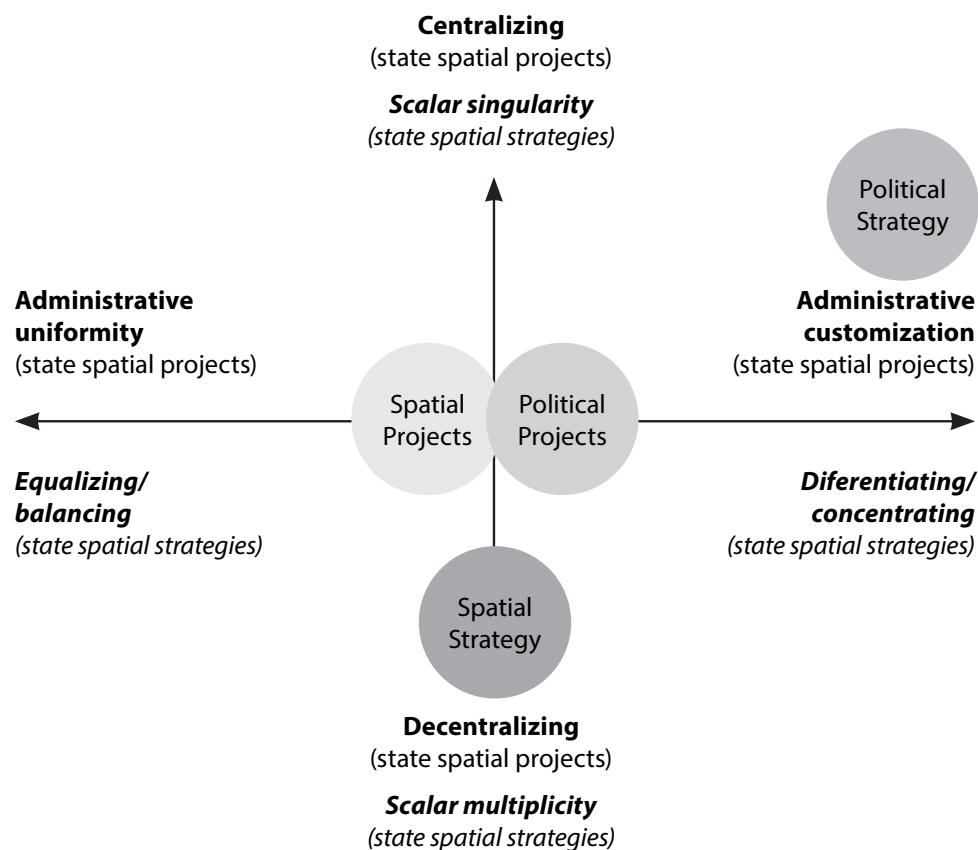 Centralizing
(state spatial projects)
Scalar singularity
(state spatial strategies)
Political
Strategy
Administrative
uniformity
(state spatial projects)
Administrative
customization
(state spatial projects)
Spatial
Projects
Political
Projects
Equalizing/
balancing
(state spatial strategies)
Diferentiating/
concentrating
(state spatial strategies)
Spatial
Strategy
Decentralizing
(state spatial projects)
Scalar multiplicity
(state spatial strategies)